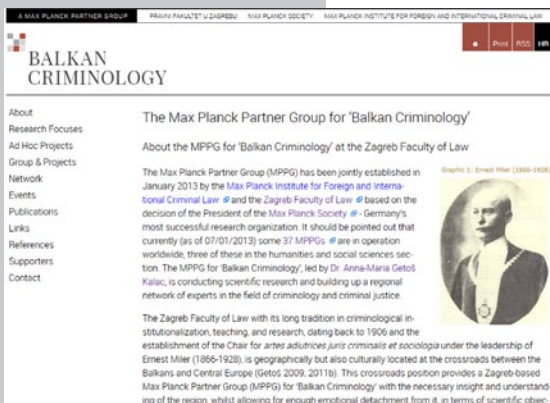 A MAX PLANCK PARTNER GROUP PRAVNI FAKULTET U ZAGREBU MAX PLANCK SOCIETY MAX PLANCK INSTITUTE FOR FOREIGN AND INTERNATIONAL CRIMINAL LAW
Print RSS HR
BALKAN
CRIMINOLOGY
About
Research Focuses
Ad Hoc Projects
Group & Projects
Network
Events
Publications
Links
References
Supporters
Contact
The Max Planck Partner Group for 'Balkan Criminology'
About the MPPG for 'Balkan Criminology' at the Zagreb Faculty of Law
The Max Planck Partner Group (MPPG) has been jointly established in
January 2013 by the Max Planck Institute for Foreign and Interna-
tional Criminal Law and the Zagreb Faculty of Law based on the
decision of the President of the Max Planck Society - Germany's
most successful research organization. It should be pointed out that
currently (as of 07/01/2013) some 37 MPPGs are in operation
worldwide, three of these in the humanities and social sciences sec-
tion. The MPPG for 'Balkan Criminology', led by Dr. Anna-Maria Getoš
Kalac, is conducting scientific research and building up a regional
network of experts in the field of criminology and criminal justice.
Graphic 1: Ernest Miler (1866-1928)
The Zagreb Faculty of Law with its long tradition in criminological in-
stitutionalization, teaching, and research, dating back to 1906 and the
establishment of the Chair for artes adiutrices juris criminalis et sociologia under the leadership of
Ernest Miler (1866-1928), is geographically but also culturally located at the crossroads between the
Balkans and Central Europe (Getoš 2009, 2011b). This crossroads position provides a Zagreb-based
Max Planck Partner Group (MPPG) for 'Balkan Criminology' with the necessary insight and understand-
ing of the region, whilst allowing for enough emotional detachment from it, in terms of scientific objec-